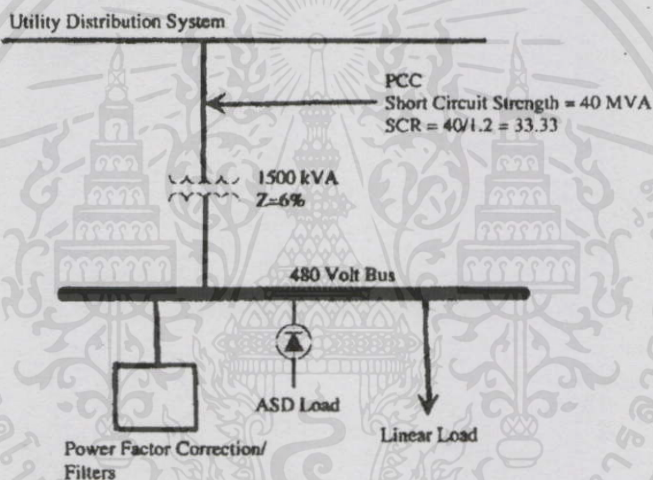 Utility Distribution System
PCC
Short Circuit Strength = 40 MVA
SCR = 40/1.2 = 33.33
1500 kVA
Z=6%
480 Volt Bus
ASD Load
Linear Load
Power Factor Correction/
Filters